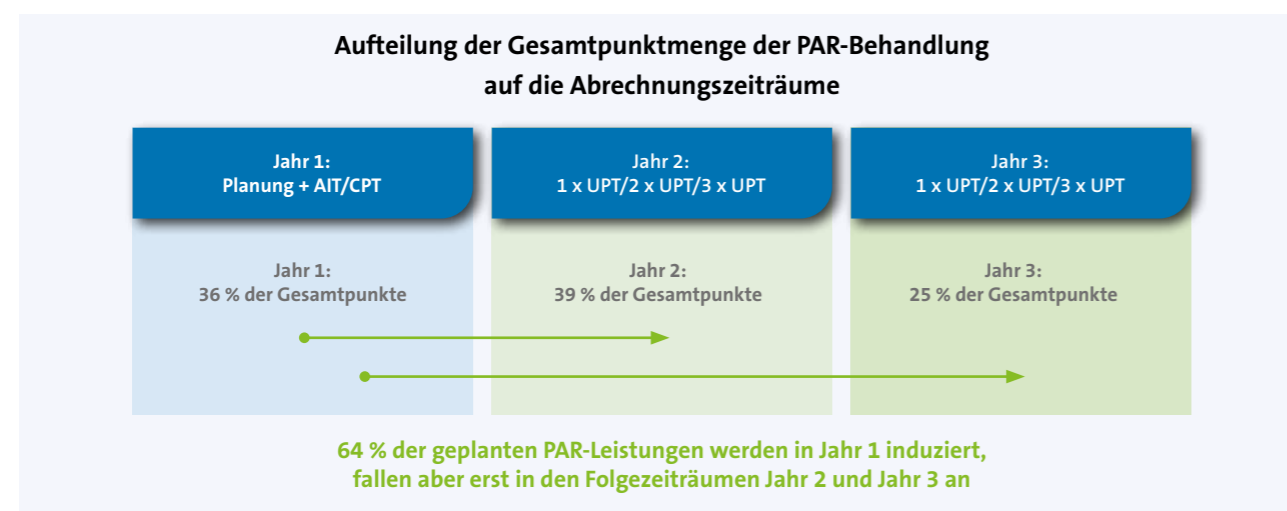 Aufteilung der Gesamtpunktmenge der PAR-Behandlung
auf die Abrechnungszeiträume
Jahr 1:
Planung + AIT/CPT
Jahr 2:
1 x UPT/2 x UPT/3 x UPT
Jahr 3:
1 x UPT/2 x UPT/3 x UPT
Jahr 1:
36 % der Gesamtpunkte
Jahr 2:
39 % der Gesamtpunkte
Jahr 3:
25 % der Gesamtpunkte
64 % der geplanten PAR-Leistungen werden in Jahr 1 induziert,
fallen aber erst in den Folgezeiträumen Jahr 2 und Jahr 3 an